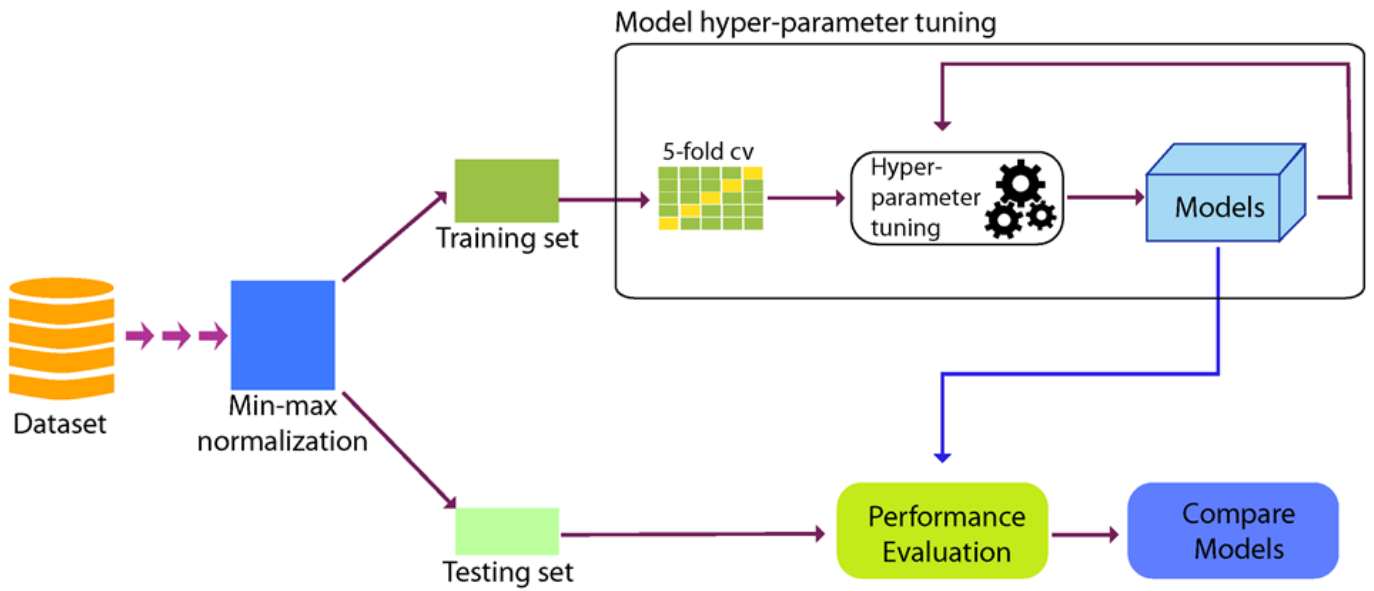 Model hyper-parameter tuning
5-fold cv
Hyper-
parameter
tuning
Models
Training set
Dataset
Min-max
normalization
Testing set
Performance
Evaluation
Compare
Models